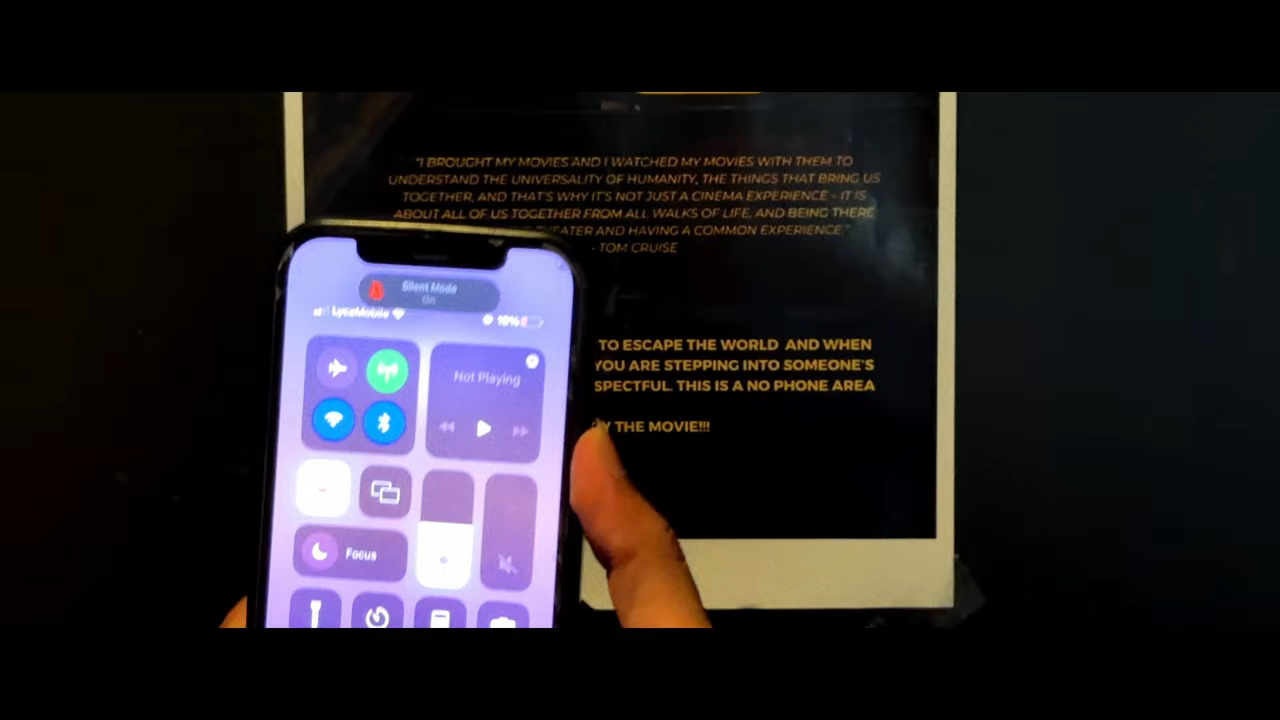 "I BROUGHT MY MOVIES AND I WATCHED MY MOVIES WITH THEM TO
UNDERSTAND THE UNIVERSALITY OF HUMANITY, THE THINGS THAT BRING US
TOGETHER, AND THAT'S WHY IT'S NOT JUST A CINEMA EXPERIENCE - IT IS
ABOUT ALL OF US TOGETHER FROM ALL WALKS OF LIFE, AND BEING THERE
EATER AND HAVING A COMMON EXPERIENCE."
- TOM CRUISE
Silent Mode
On
LycaMobile
10%
Not Playing
TO ESCAPE THE WORLD AND WHEN
YOU ARE STEPPING INTO SOMEONE'S
SPECTFUL. THIS IS A NO PHONE AREA
Y THE MOVIE!!!
Focus